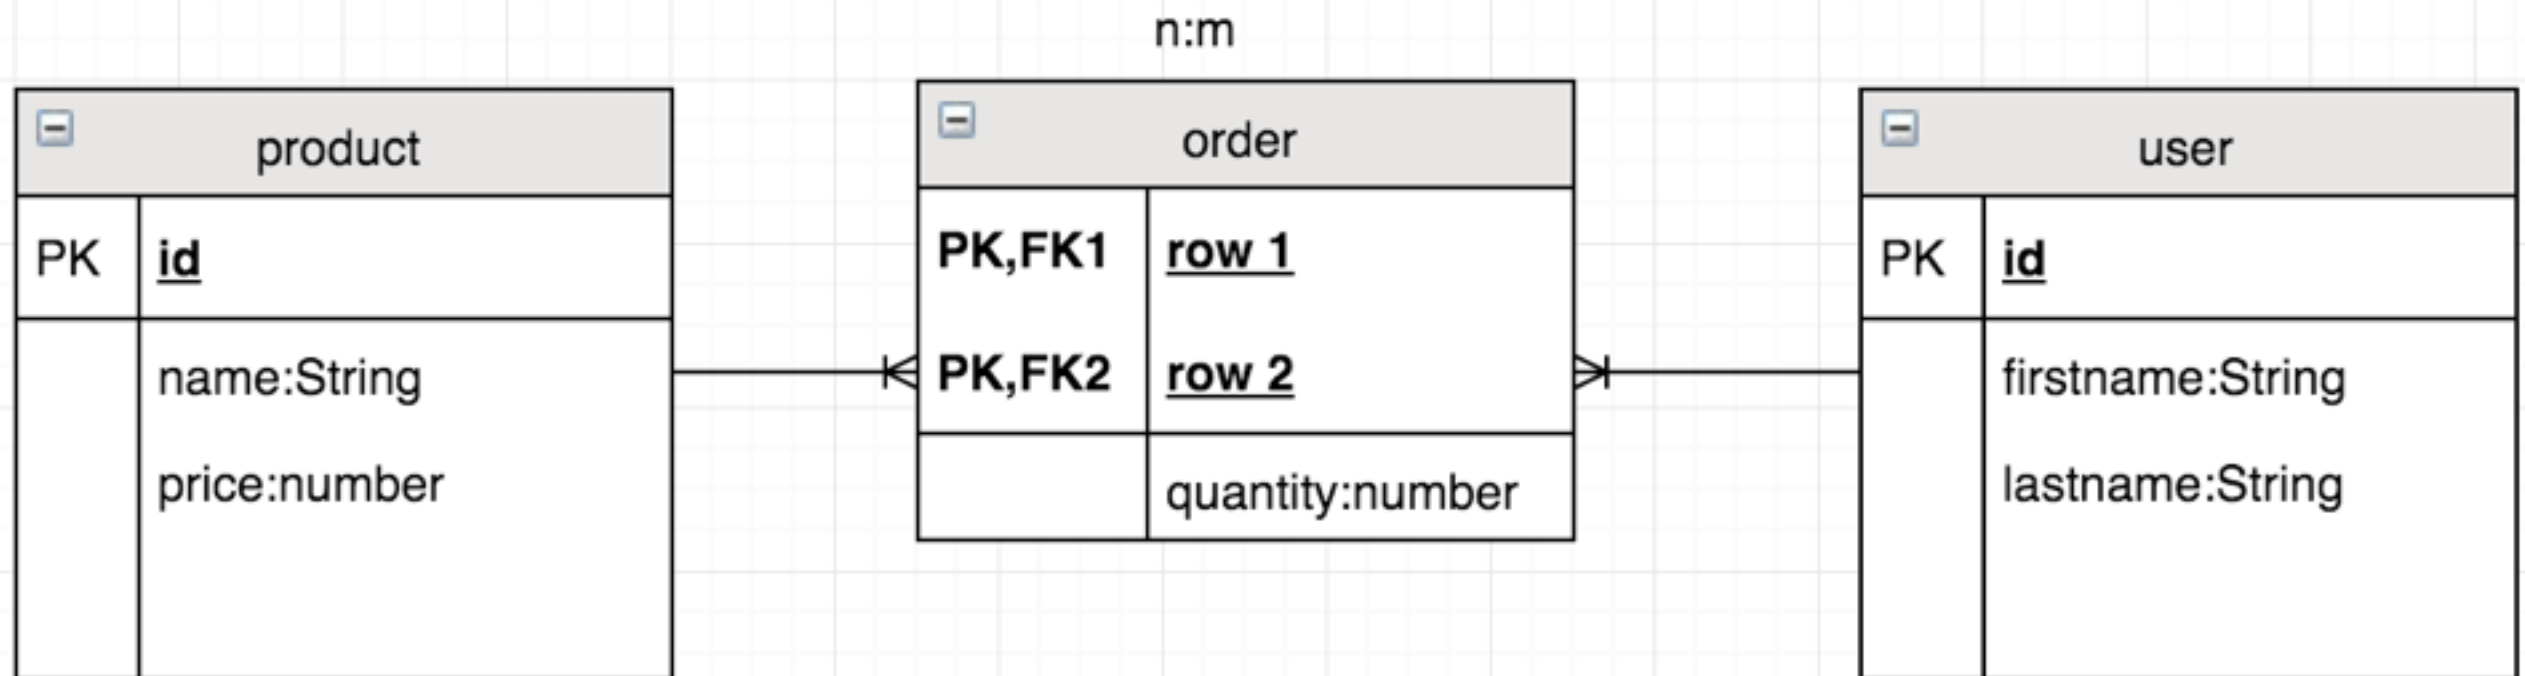 n:m
product
PK id
name:String
price:number
order
PK,FK1 row 1
PK,FK2 row 2
quantity:number
user
PK id
firstname:String
lastname:String